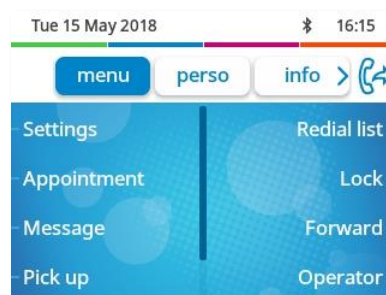 Tue 15 May 2018 16:15
menu perso info
Settings Redial list
Appointment Lock
Message Forward
Pick up Operator